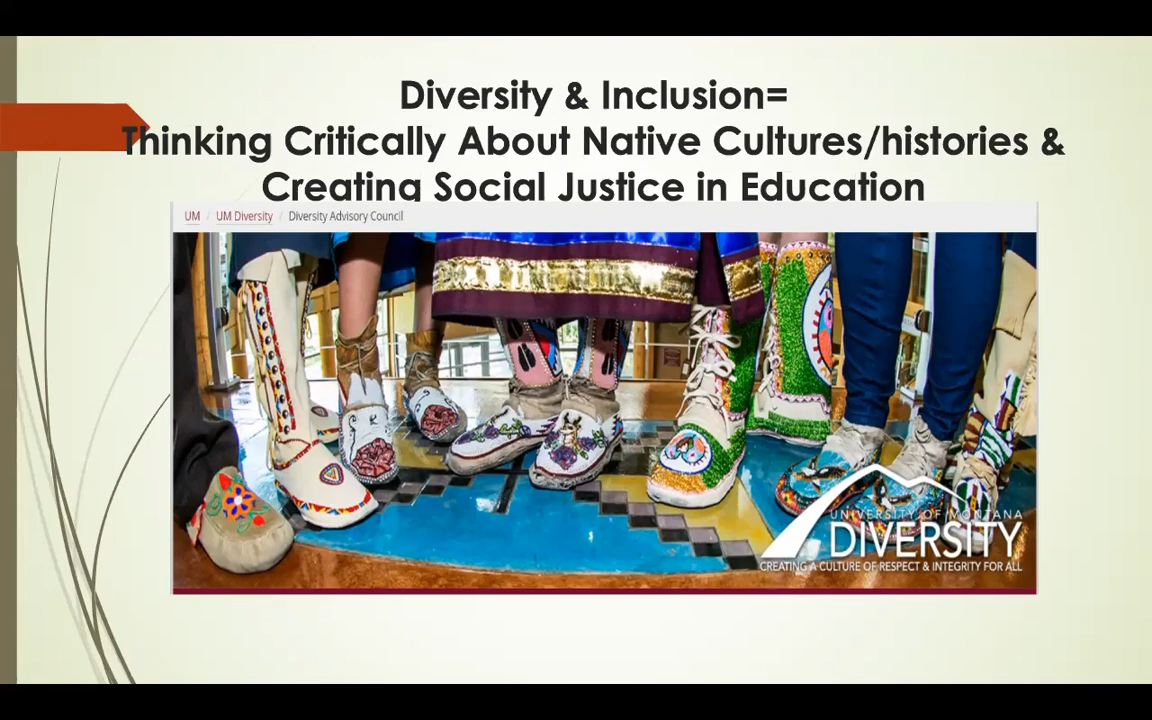 Diversity & Inclusion=
Thinking Critically About Native Cultures/histories &
Creating Social Justice in Education
UM / UM Diversity / Diversity Advisory Council
UNIVERSITY OF MONTANA
DIVERSITY
CREATING A CULTURE OF RESPECT & INTEGRITY FOR ALL